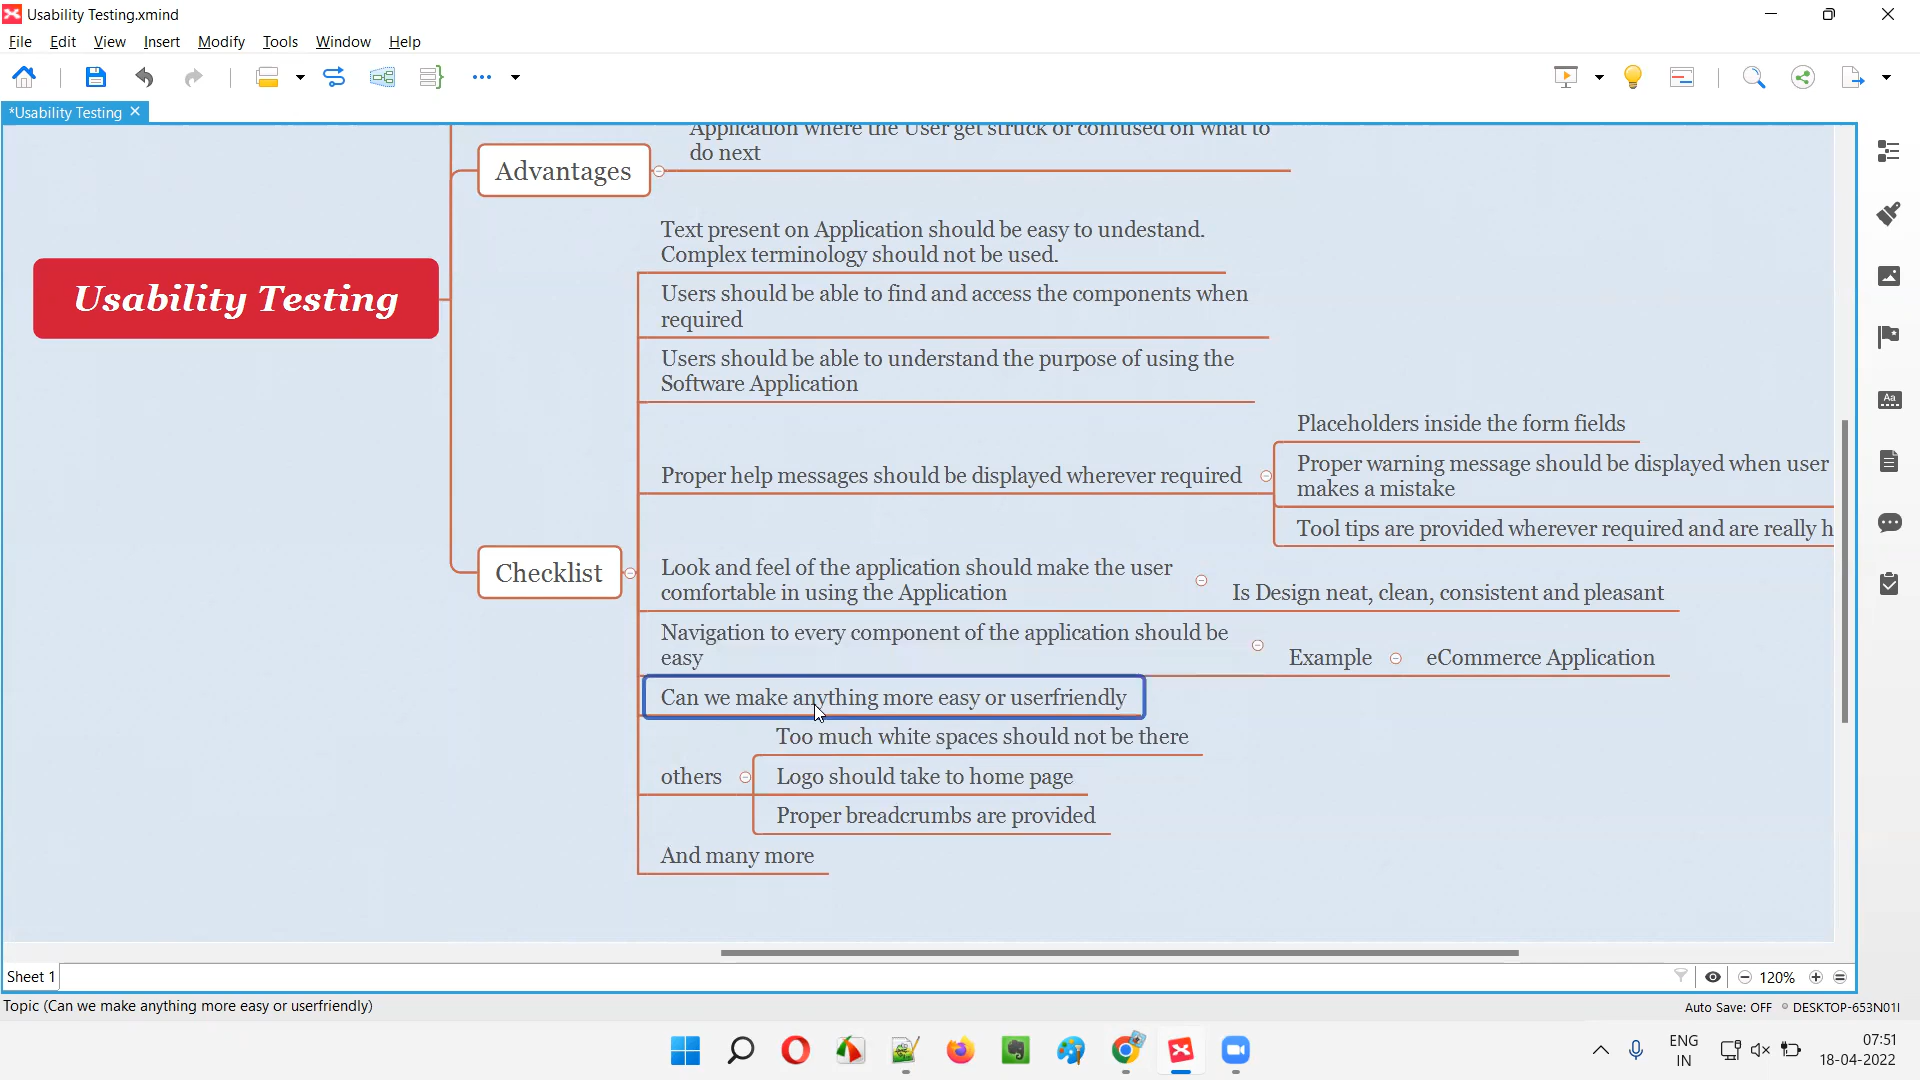 Usability Testing.xmind
File Edit View Insert Modify Tools Window Help
*Usability Testing
Application where the User get struck or confused on what to
do next
Advantages
Text present on Application should be easy to undestand.
Complex terminology should not be used.
Usability Testing
Users should be able to find and access the components when
required
Users should be able to understand the purpose of using the
Software Application
Placeholders inside the form fields
Proper help messages should be displayed wherever required
Proper warning message should be displayed when user
makes a mistake
Tool tips are provided wherever required and are really h
Checklist
Look and feel of the application should make the user
comfortable in using the Application
Is Design neat, clean, consistent and pleasant
Navigation to every component of the application should be
easy
Example
eCommerce Application
Can we make anything more easy or userfriendly
Too much white spaces should not be there
others
Logo should take to home page
Proper breadcrumbs are provided
And many more
Sheet 1
120%
Topic (Can we make anything more easy or userfriendly)
Auto Save: OFF
DESKTOP-653N01I
ENG
IN
07:51
18-04-2022